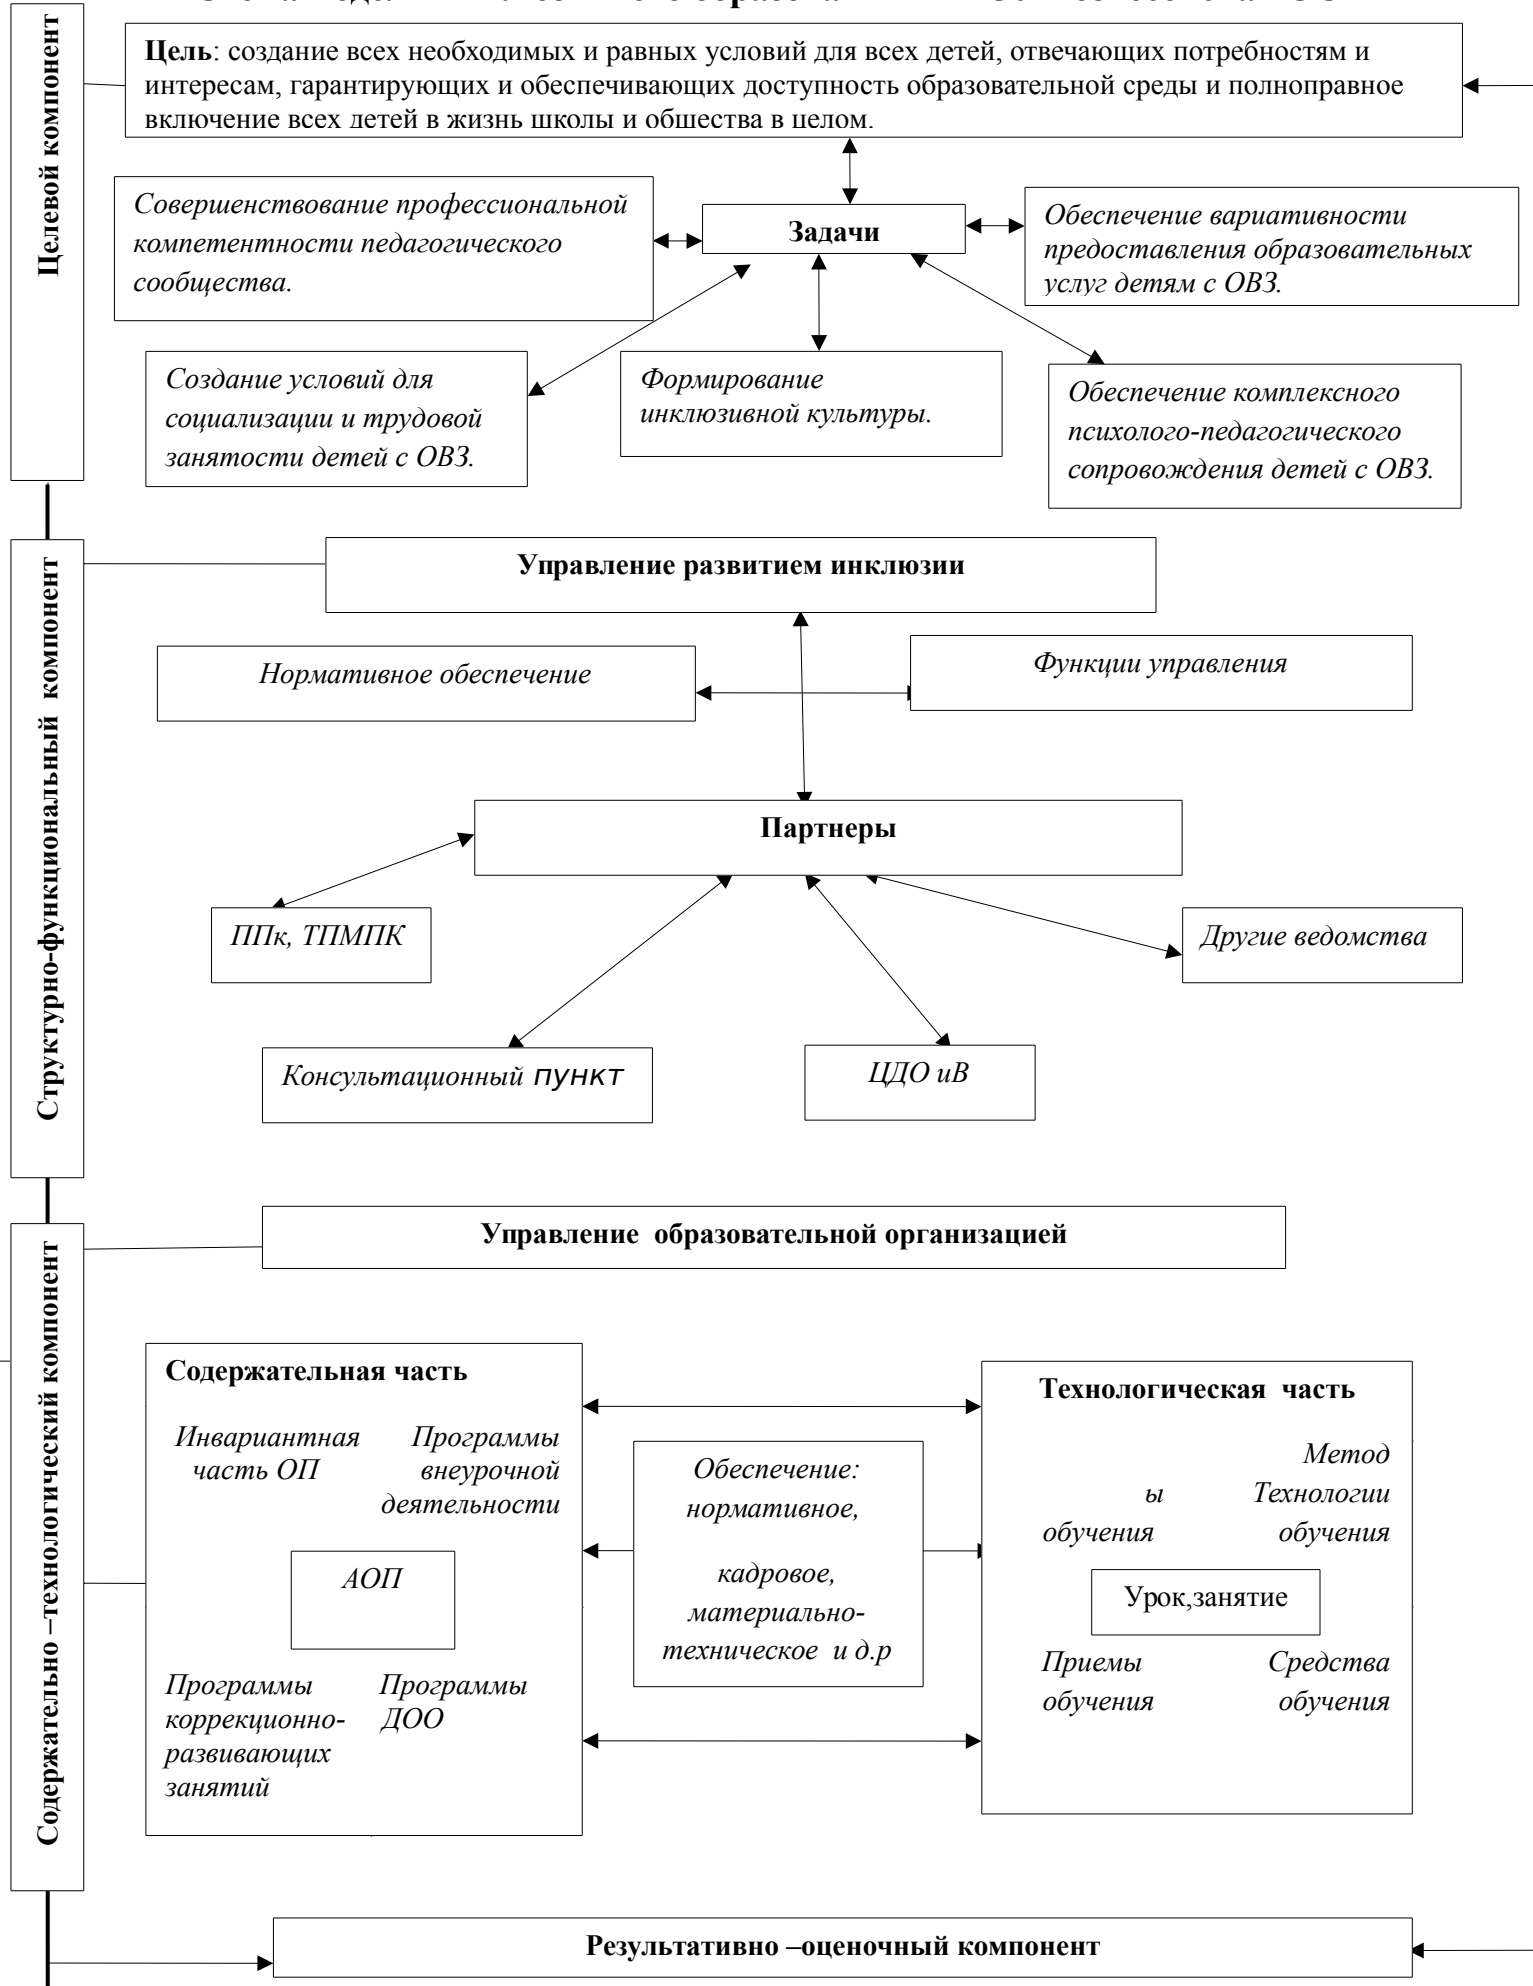 Целевой компонент
Цель: создание всех необходимых и равных условий для всех детей, отвечающих потребностям и
интересам, гарантирующих и обеспечивающих доступность образовательной среды и полноправное
включение всех детей в жизнь школы и общества в целом.
Совершенствование профессиональной
компетентности педагогического
сообщества.
Задачи
Обеспечение вариативности
предоставления образовательных
услуг детям с ОВЗ.
Создание условий для
социализации и трудовой
занятости детей с ОВЗ.
Формирование
инклюзивной культуры.
Обеспечение комплексного
психолого-педагогического
сопровождения детей с ОВЗ.
Структурно-функциональный компонент
Управление развитием инклюзии
Нормативное обеспечение
Функции управления
Партнеры
ППк, ТПМПК
Другие ведомства
Консультационный пункт
ЦДО иВ
Содержательно –технологический компонент
Управление образовательной организацией
Содержательная часть
Инвариантная Программы
часть ОП внеурочной
деятельности
АОП
Программы Программы
коррекционно- ДОО
развивающих
занятий
Обеспечение:
нормативное,
кадровое,
материально-
техническое и д.р
Технологическая часть
Метод
ы Технологии
обучения обучения
Урок,занятие
Приемы Средства
обучения обучения
Результативно –оценочный компонент